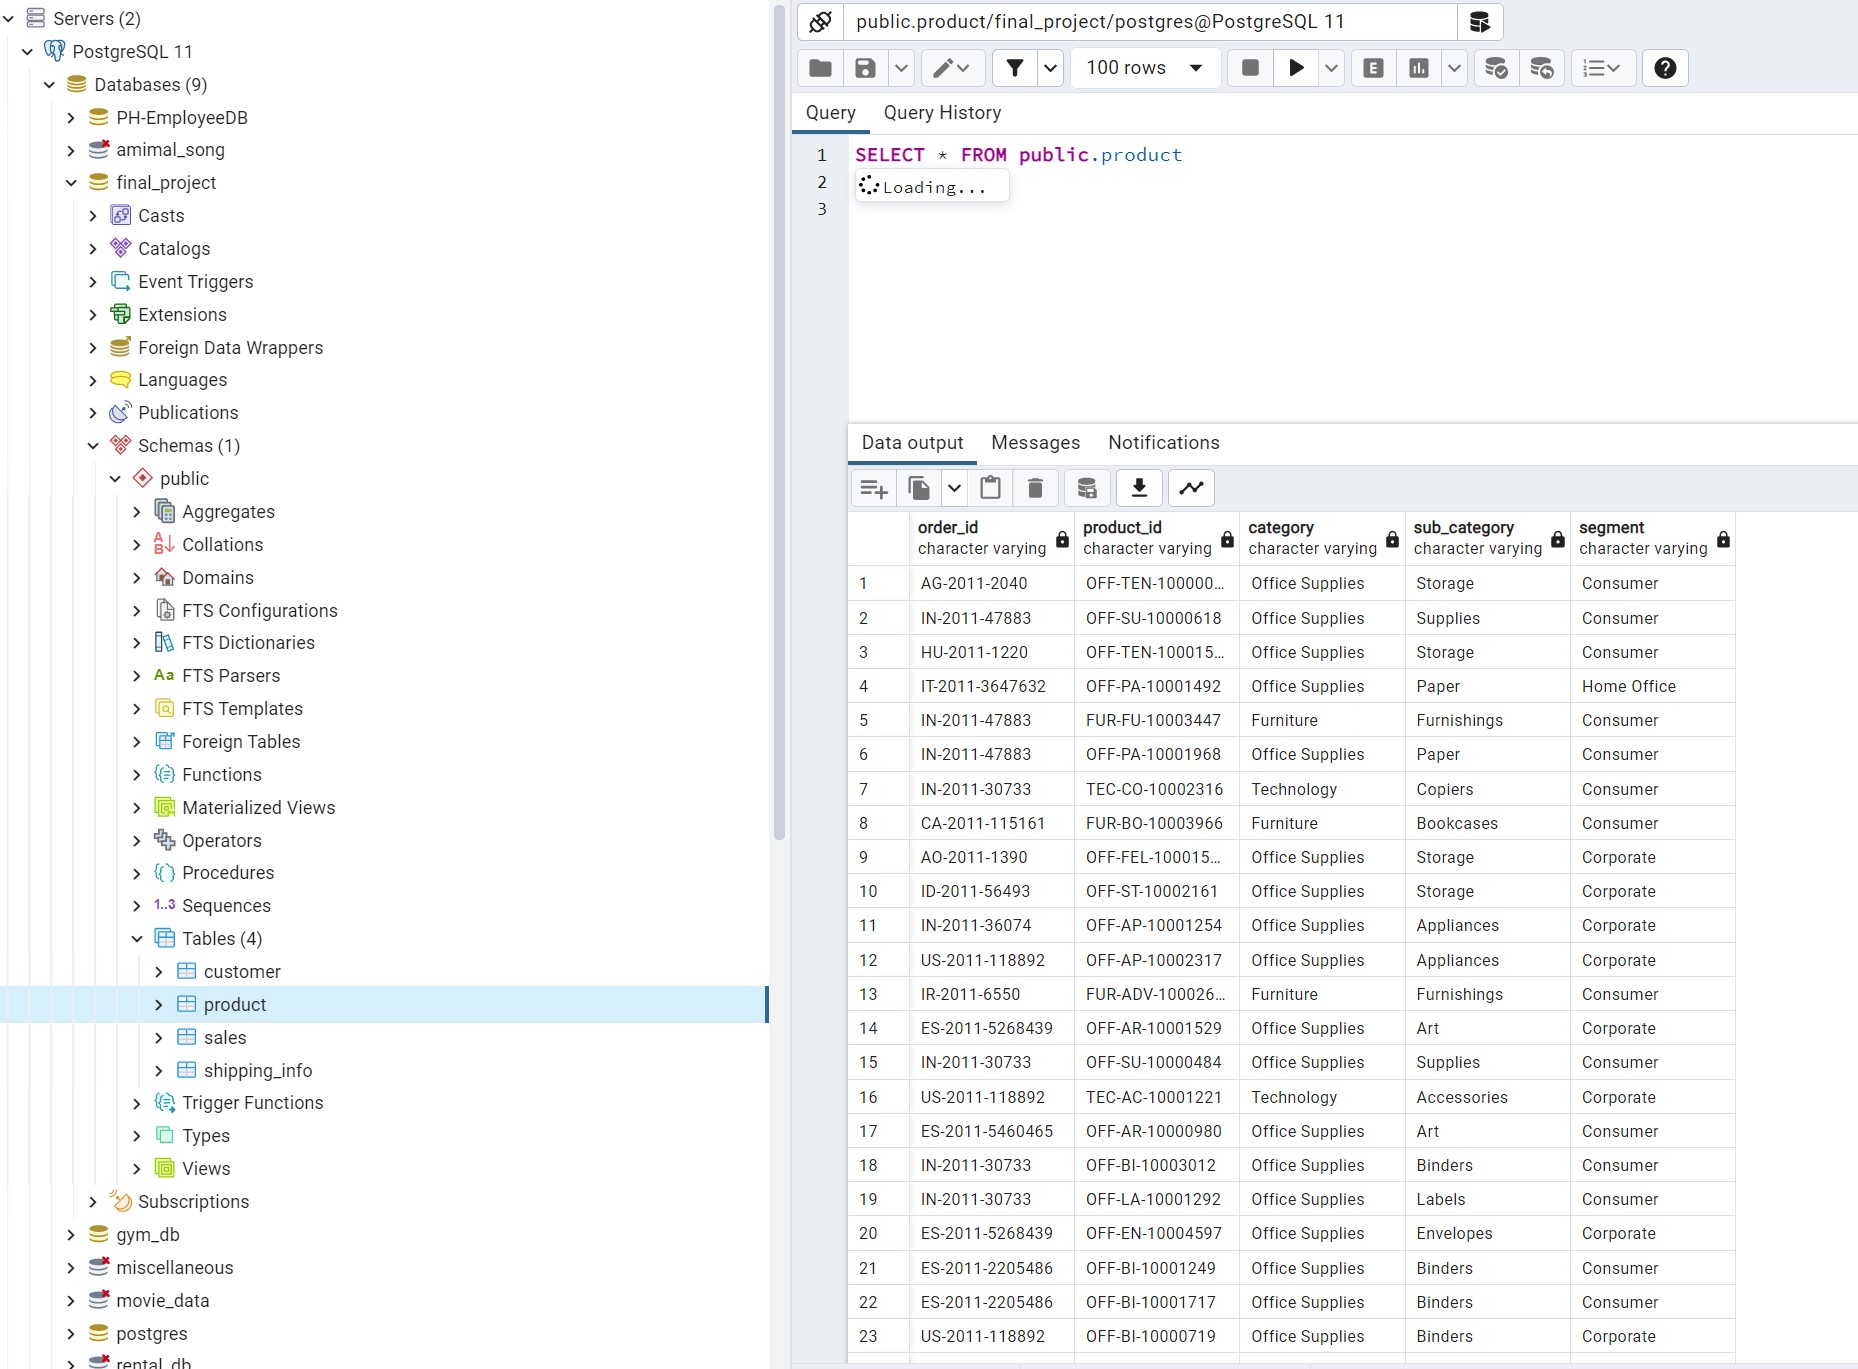 Servers (2)
PostgreSQL 11
Databases (9)
PH-EmployeeDB
amimal_song
final_project
Casts
Catalogs
Event Triggers
Extensions
Foreign Data Wrappers
Languages
Publications
Schemas (1)
public
Aggregates
Collations
Domains
FTS Configurations
FTS Dictionaries
Aa FTS Parsers
FTS Templates
Foreign Tables
Functions
Materialized Views
Operators
Procedures
1..3 Sequences
Tables (4)
customer
product
sales
shipping_info
Trigger Functions
Types
Views
Subscriptions
gym_db
miscellaneous
movie_data
postgres
rental_db
public.product/final_project/postgres@PostgreSQL 11
100 rows
Query Query History
1 SELECT * FROM public.product
2 Loading...
3
Data output Messages Notifications
order_id product_id category sub_category segment
character varying character varying character varying character varying character varying
1 AG-2011-2040 OFF-TEN-100000... Office Supplies Storage Consumer
2 IN-2011-47883 OFF-SU-10000618 Office Supplies Supplies Consumer
3 HU-2011-1220 OFF-TEN-100015... Office Supplies Storage Consumer
4 IT-2011-3647632 OFF-PA-10001492 Office Supplies Paper Home Office
5 IN-2011-47883 FUR-FU-10003447 Furniture Furnishings Consumer
6 IN-2011-47883 OFF-PA-10001968 Office Supplies Paper Consumer
7 IN-2011-30733 TEC-CO-10002316 Technology Copiers Consumer
8 CA-2011-115161 FUR-BO-10003966 Furniture Bookcases Consumer
9 AO-2011-1390 OFF-FEL-100015... Office Supplies Storage Corporate
10 ID-2011-56493 OFF-ST-10002161 Office Supplies Storage Corporate
11 IN-2011-36074 OFF-AP-10001254 Office Supplies Appliances Corporate
12 US-2011-118892 OFF-AP-10002317 Office Supplies Appliances Corporate
13 IR-2011-6550 FUR-ADV-100026... Furniture Furnishings Consumer
14 ES-2011-5268439 OFF-AR-10001529 Office Supplies Art Corporate
15 IN-2011-30733 OFF-SU-10000484 Office Supplies Supplies Consumer
16 US-2011-118892 TEC-AC-10001221 Technology Accessories Corporate
17 ES-2011-5460465 OFF-AR-10000980 Office Supplies Art Consumer
18 IN-2011-30733 OFF-BI-10003012 Office Supplies Binders Consumer
19 IN-2011-30733 OFF-LA-10001292 Office Supplies Labels Consumer
20 ES-2011-5268439 OFF-EN-10004597 Office Supplies Envelopes Corporate
21 ES-2011-2205486 OFF-BI-10001249 Office Supplies Binders Consumer
22 ES-2011-2205486 OFF-BI-10001717 Office Supplies Binders Consumer
23 US-2011-118892 OFF-BI-10000719 Office Supplies Binders Corporate